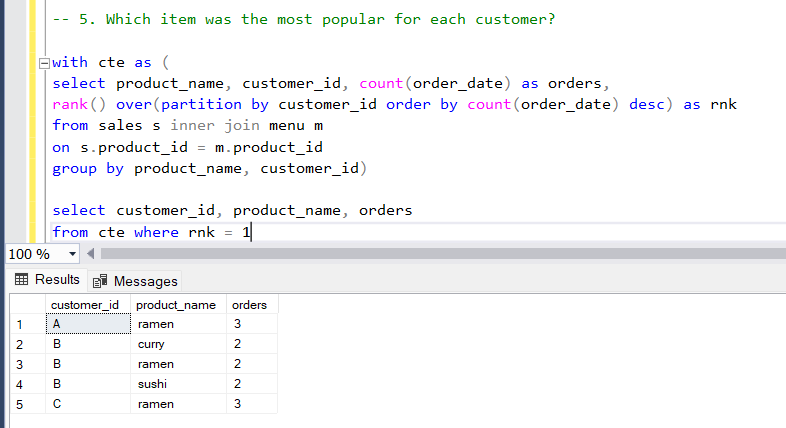 -- 5. Which item was the most popular for each customer?
with cte as (
select product_name, customer_id, count(order_date) as orders,
rank() over(partition by customer_id order by count(order_date) desc) as rnk
from sales s inner join menu m
on s.product_id = m.product_id
group by product_name, customer_id)
select customer_id, product_name, orders
from cte where rnk = 1
100 %
Results Messages
customer_id product_name orders
1 A ramen 3
2 B curry 2
3 B ramen 2
4 B sushi 2
5 C ramen 3